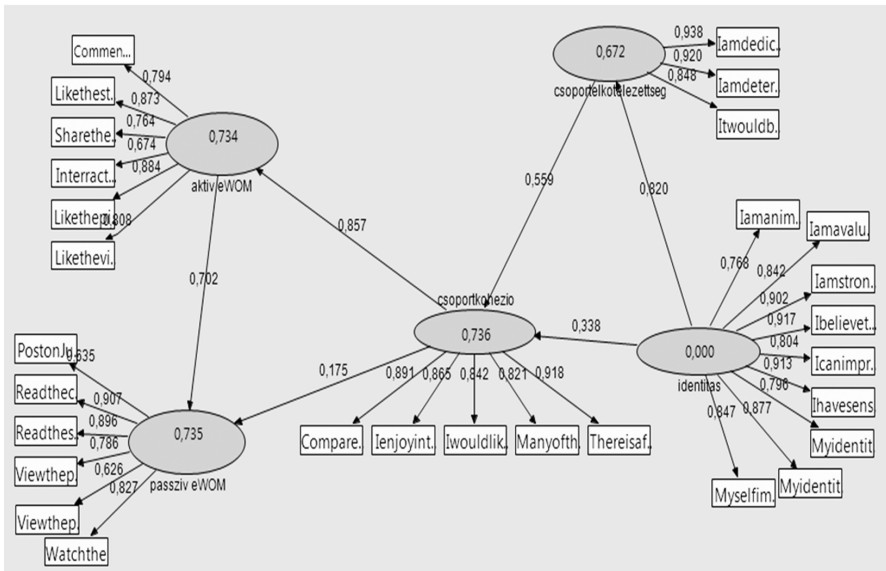 Commen...
0,794
Likethest.
0,873
Sharethe..
0,764
Interract...
0,674
Likethepi.
0,884
Likethevi.
0,808
0,734
aktiv eWOM
0,672
csoportelkotelezettseg
0,938
Iamdedic..
0,920
Iamdeter.
0,848
Itwouldb.
0,559
0,820
0,857
0,702
csoportkohezio
0,736
0,338
0,175
0,891
0,865
0,842
0,821
0,918
Compare.
Ienjoyint.
Iwouldlik,
Manyofth.
Thereisaf.
0,000
identitas
Iamanim.
0,768
Iamavalu.
0,842
Iamstron.
0,902
Ibelievet..
0,917
Icanimpr.
0,804
Ihavesens.
0,913
Myidentit.
0,796
Myidentit.
0,877
Myselfim.
0,847
PostonJu
0,635
Readthec.
0,907
Readthes.
0,896
Viewthep.
0,786
Viewthep.
0,626
Watchthe
0,827
0,735
passziv eWOM